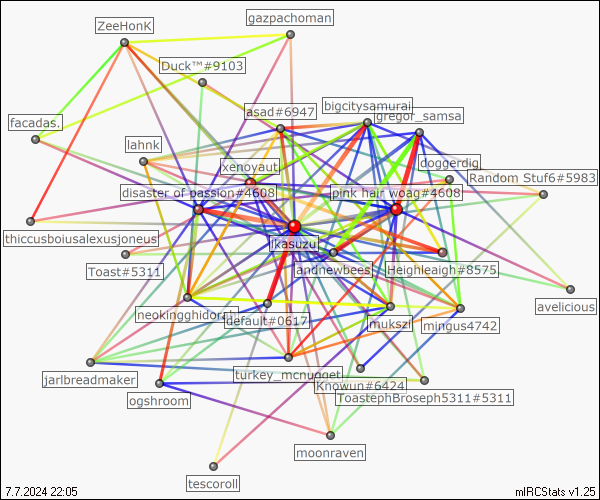 gazpachoman
ZeeHonK
Duck™#9103
bigcitysamurai
asad#6947
gregor_samsa
facadas.
lahnk
doggerdig
xenoyaut
Random Stuf6#5983
disaster of passion#4608
pink hair woag#4608
thiccusboiusalexusjoneus
ikasuzu
Toast#5311
andnewbees
Heighleaigh#8575
avelicious
neokingghidorah
default#0617
mukszi
mingus4742
jarlbreadmaker
turkey_mcnugget
Knowun#6424
ToastephBroseph5311#5311
ogshroom
moonraven
tescoroll
7.7.2024 22:05
mIRCStats v1.25